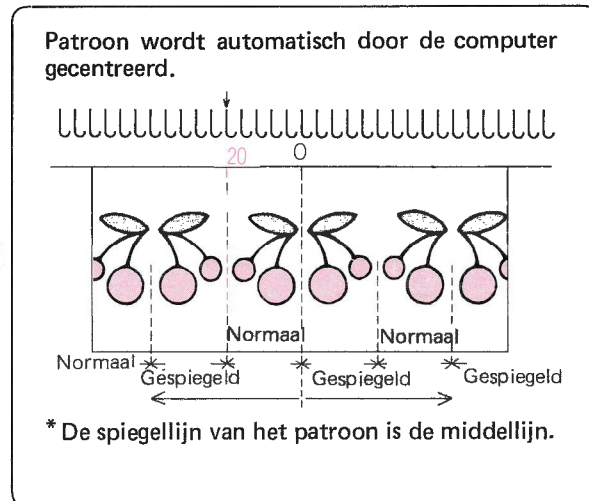 Patroon wordt automatisch door de computer
gecentreerd.
20 0
Normaal Normaal
Normaal Gespiegeld Gespiegeld Gespiegeld
* De spiegellijn van het patroon is de middellijn.